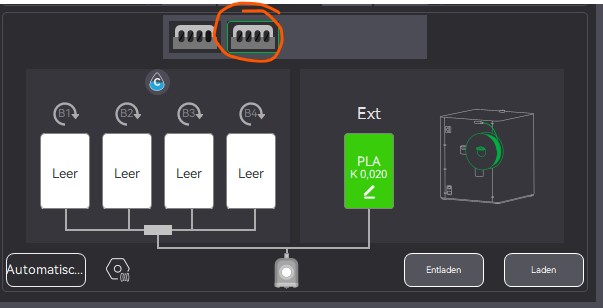 C
B1
B2
B3
B4
Ext
Leer
Leer
Leer
Leer
PLA
K 0,020
Automatisc...
Entladen
Laden